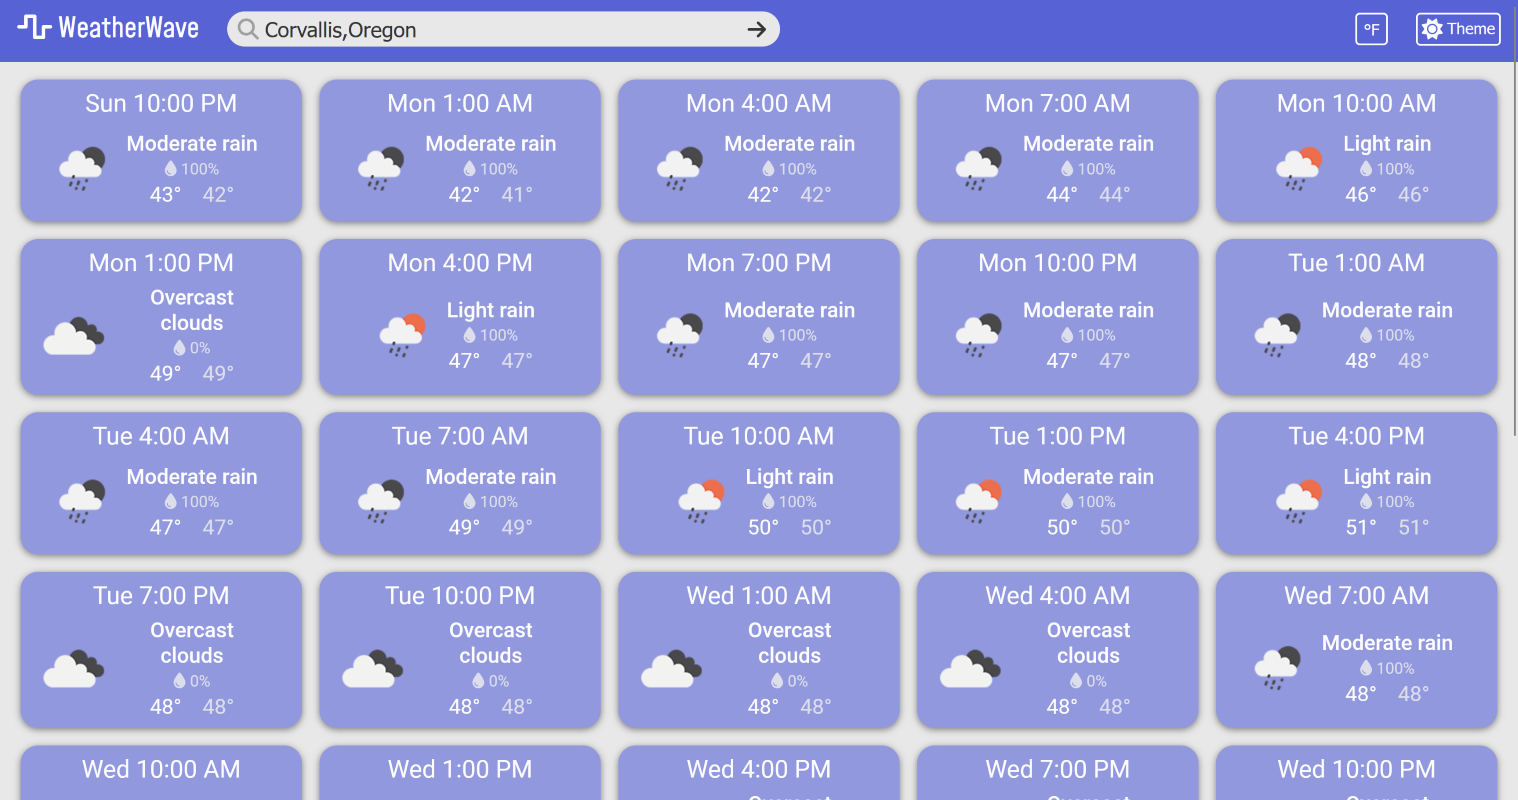 WeatherWave
Corvallis,Oregon
°F
Theme
Sun 10:00 PM
Moderate rain
100%
43° 42°
Mon 1:00 AM
Moderate rain
100%
42° 41°
Mon 4:00 AM
Moderate rain
100%
42° 42°
Mon 7:00 AM
Moderate rain
100%
44° 44°
Mon 10:00 AM
Light rain
100%
46° 46°
Mon 1:00 PM
Overcast
clouds
0%
49° 49°
Mon 4:00 PM
Light rain
100%
47° 47°
Mon 7:00 PM
Moderate rain
100%
47° 47°
Mon 10:00 PM
Moderate rain
100%
47° 47°
Tue 1:00 AM
Moderate rain
100%
48° 48°
Tue 4:00 AM
Moderate rain
100%
47° 47°
Tue 7:00 AM
Moderate rain
100%
49° 49°
Tue 10:00 AM
Light rain
100%
50° 50°
Tue 1:00 PM
Moderate rain
100%
50° 50°
Tue 4:00 PM
Light rain
100%
51° 51°
Tue 7:00 PM
Overcast
clouds
0%
48° 48°
Tue 10:00 PM
Overcast
clouds
0%
48° 48°
Wed 1:00 AM
Overcast
clouds
0%
48° 48°
Wed 4:00 AM
Overcast
clouds
0%
48° 48°
Wed 7:00 AM
Moderate rain
100%
48° 48°
Wed 10:00 AM
Wed 1:00 PM
Wed 4:00 PM
Wed 7:00 PM
Wed 10:00 PM